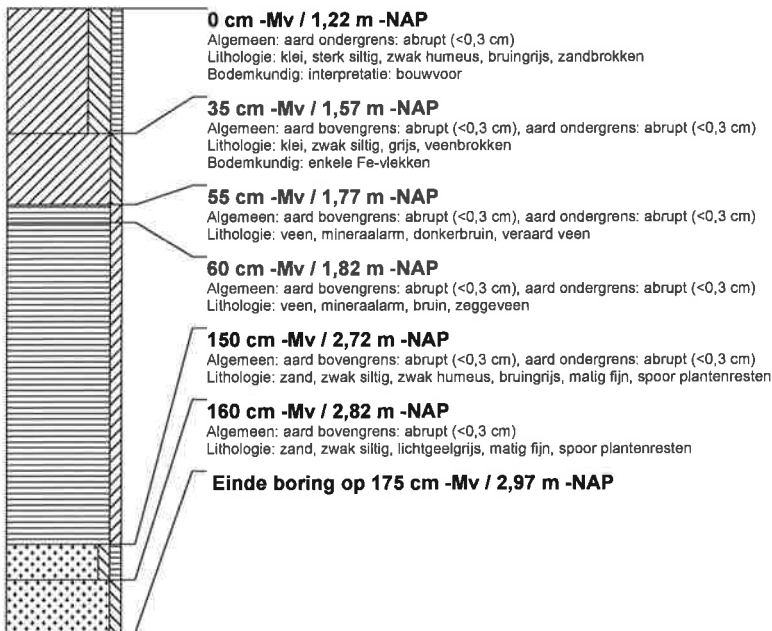 0 cm -Mv / 1,22 m -NAP
Algemeen: aard ondergrens: abrupt (<0,3 cm)
Lithologie: klei, sterk siltig, zwak humeus, bruingrijs, zandbrokken
Bodemkundig: interpretatie: bouwvoor
35 cm -Mv / 1,57 m -NAP
Algemeen: aard bovengrens: abrupt (<0,3 cm), aard ondergrens: abrupt (<0,3 cm)
Lithologie: klei, zwak siltig, grijs, veenbrokken
Bodemkundig: enkele Fe-vlekken
55 cm -Mv / 1,77 m -NAP
Algemeen: aard bovengrens: abrupt (<0,3 cm), aard ondergrens: abrupt (<0,3 cm)
Lithologie: veen, mineraalarm, donkerbruin, veraard veen
60 cm -Mv / 1,82 m -NAP
Algemeen: aard bovengrens: abrupt (<0,3 cm), aard ondergrens: abrupt (<0,3 cm)
Lithologie: veen, mineraalarm, bruin, zeggeveen
150 cm -Mv / 2,72 m -NAP
Algemeen: aard bovengrens: abrupt (<0,3 cm), aard ondergrens: abrupt (<0,3 cm)
Lithologie: zand, zwak siltig, zwak humeus, bruingrijs, matig fijn, spoor plantenresten
160 cm -Mv / 2,82 m -NAP
Algemeen: aard bovengrens: abrupt (<0,3 cm)
Lithologie: zand, zwak siltig, lichtgeelgrijs, matig fijn, spoor plantenresten
Einde boring op 175 cm -Mv / 2,97 m -NAP